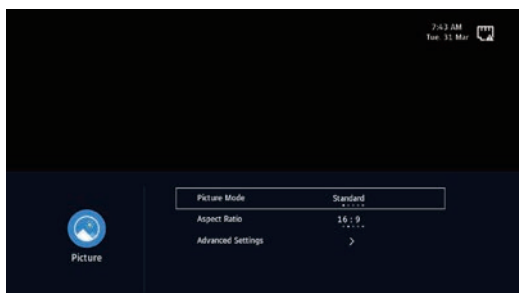 7:43 AM
Tue. 31 Mar
Picture Mode Standard
Aspect Ratio 16 : 9
Advanced Settings >
Picture